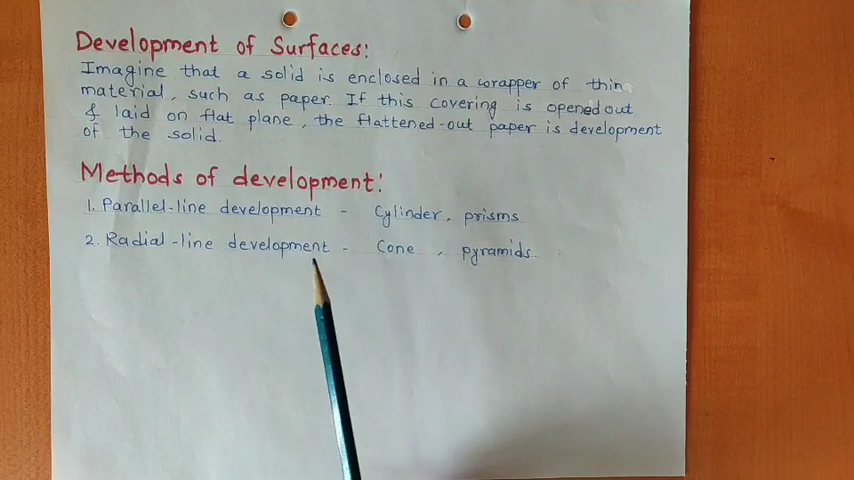 Development of Surfaces:
Imagine that a solid is enclosed in a wrapper of thin
material, such as paper. If this covering is opened out
& laid on flat plane, the flattened-out paper is development
of the solid.
Methods of development:
1. Parallel-line development - Cylinder, prisms
2. Radial-line development - Cone, pyramids.